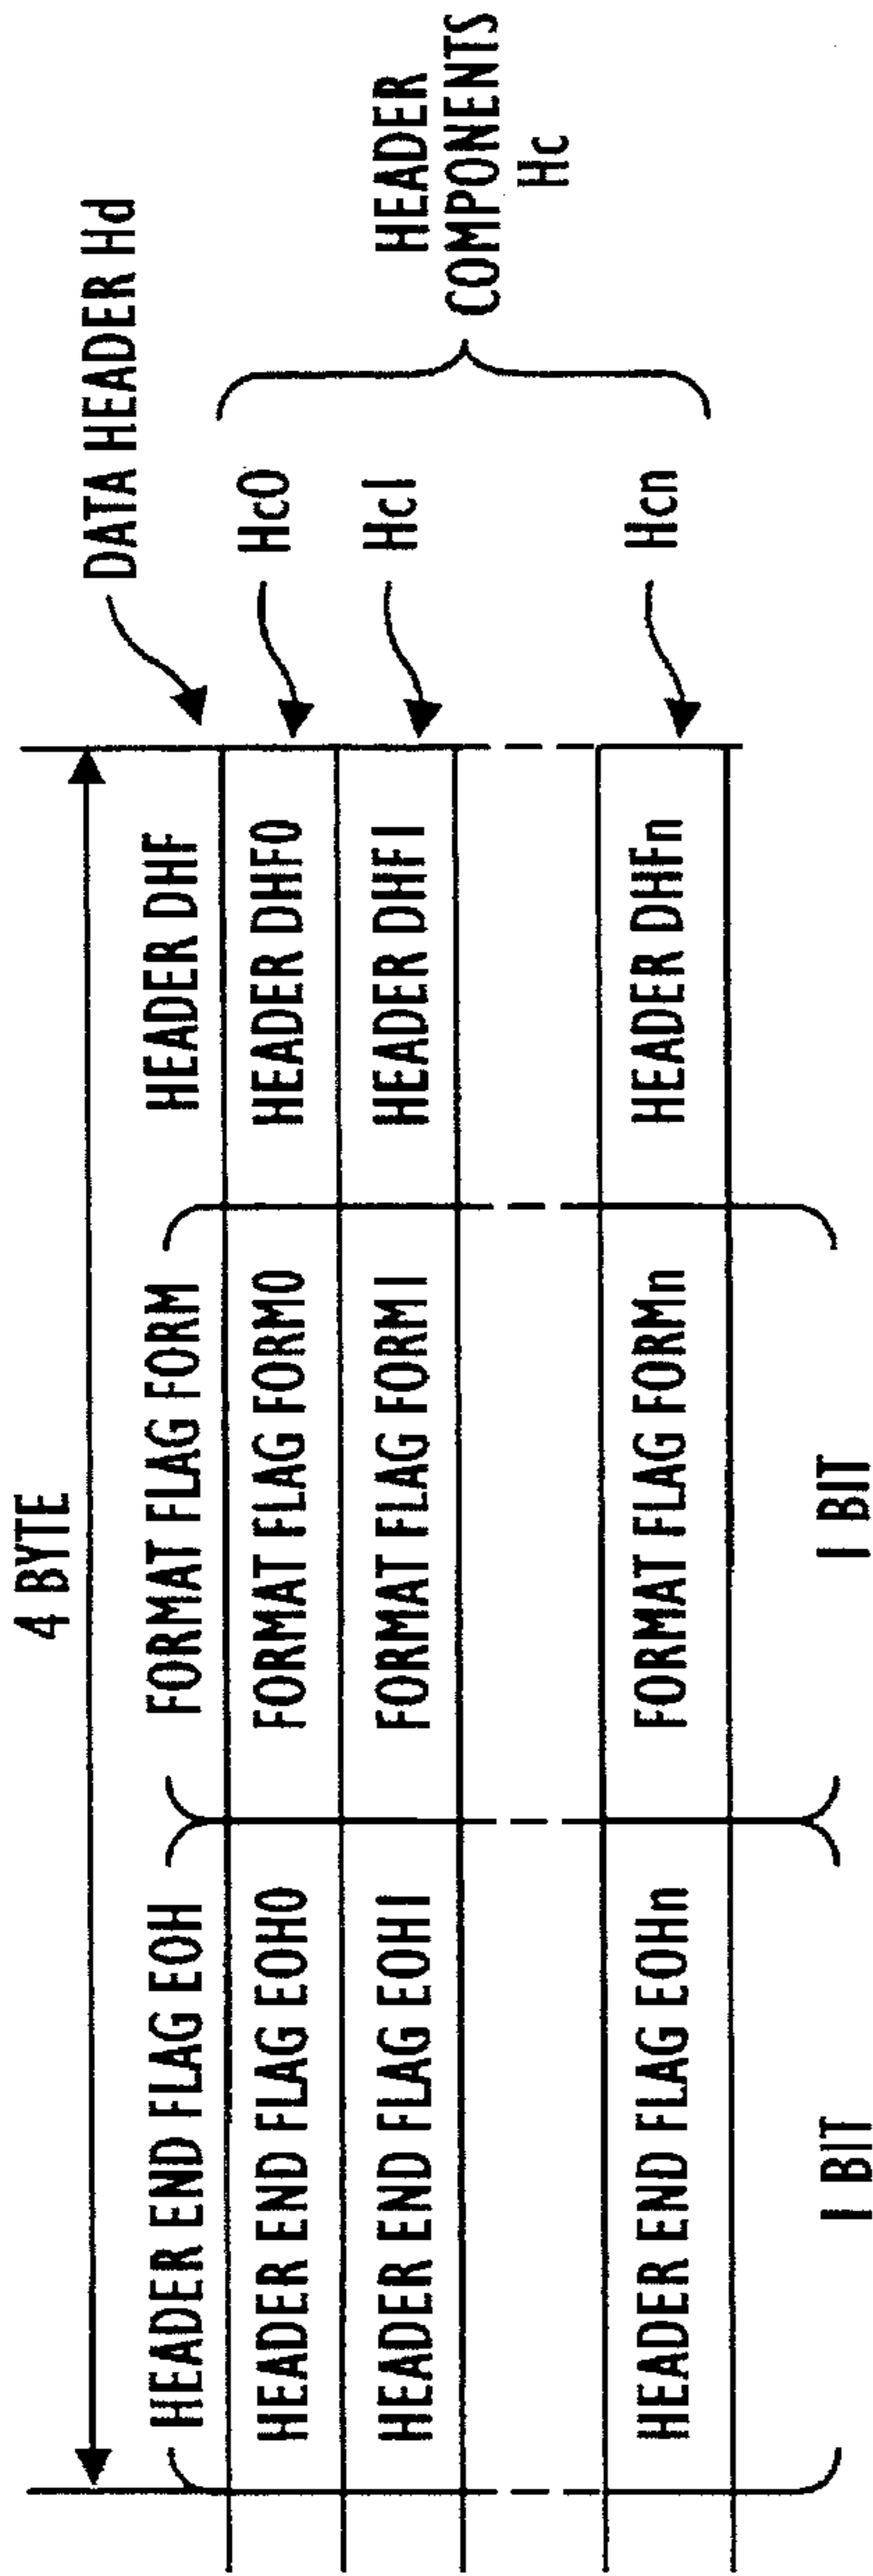 4 BYTE
DATA HEADER Hd
HEADER END FLAG EOH
FORMAT FLAG FORM
HEADER DHF
HEADER END FLAG EOH0
FORMAT FLAG FORM0
HEADER DHF0
Hc0
HEADER END FLAG EOH1
FORMAT FLAG FORM1
HEADER DHF1
Hc1
HEADER END FLAG EOHn
FORMAT FLAG FORMn
HEADER DHFn
Hcn
HEADER
COMPONENTS
Hc
1 BIT
1 BIT